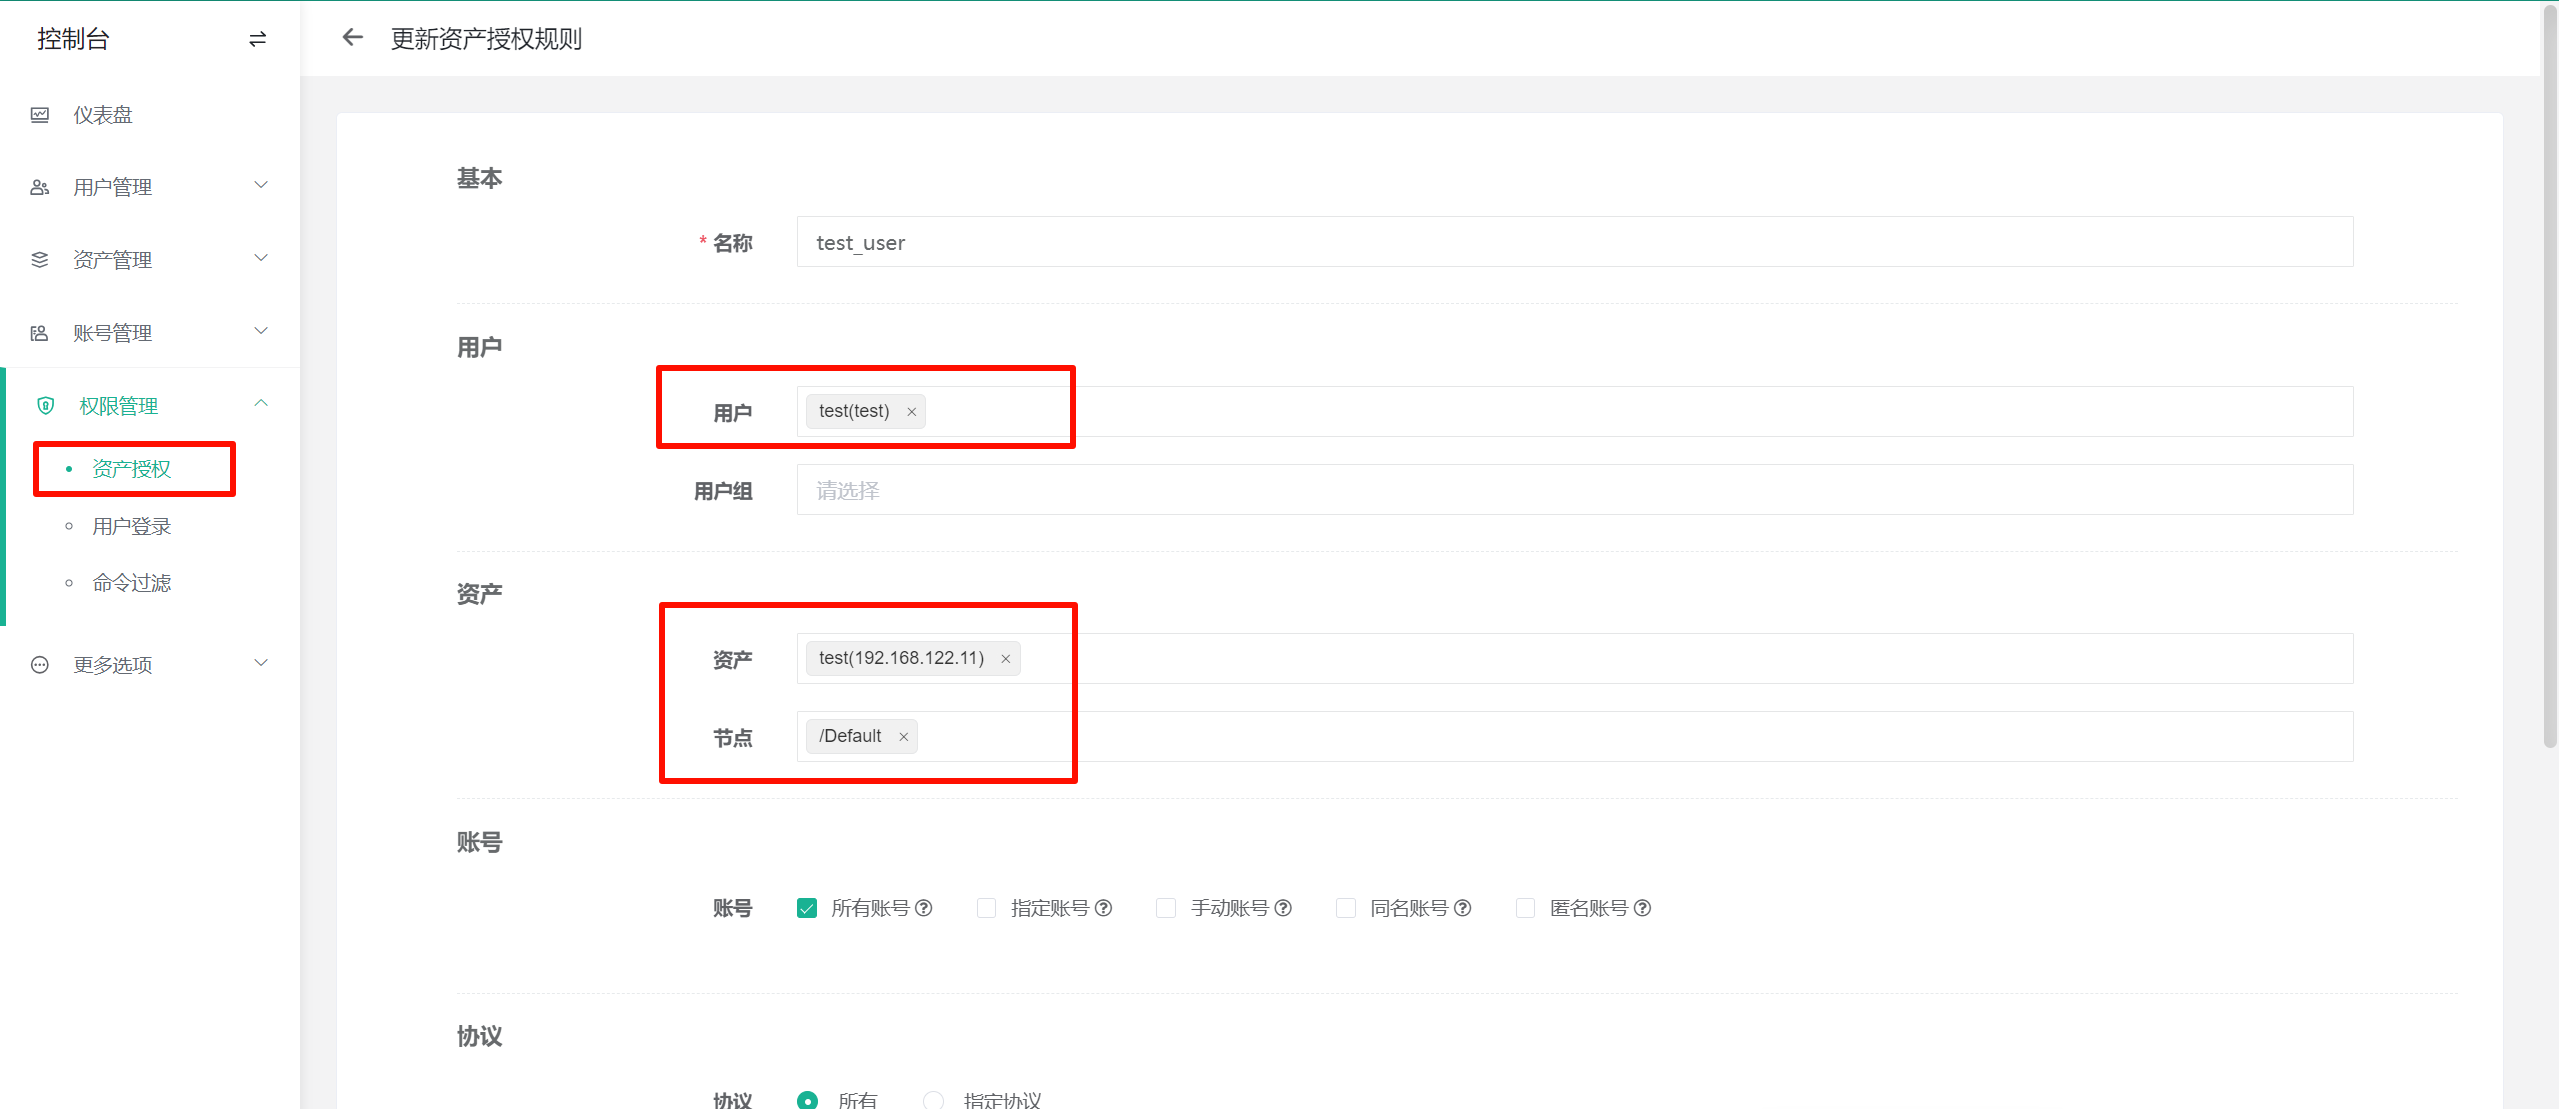 控制台
仪表盘
用户管理
资产管理
账号管理
权限管理
资产授权
用户登录
命令过滤
更多选项
更新资产授权规则
基本
* 名称 test_user
用户
用户 test(test) ×
用户组 请选择
资产
资产 test(192.168.122.11) ×
节点 /Default ×
账号
账号 所有账号 指定账号 手动账号 同名账号 匿名账号
协议
协议 所有 指定协议